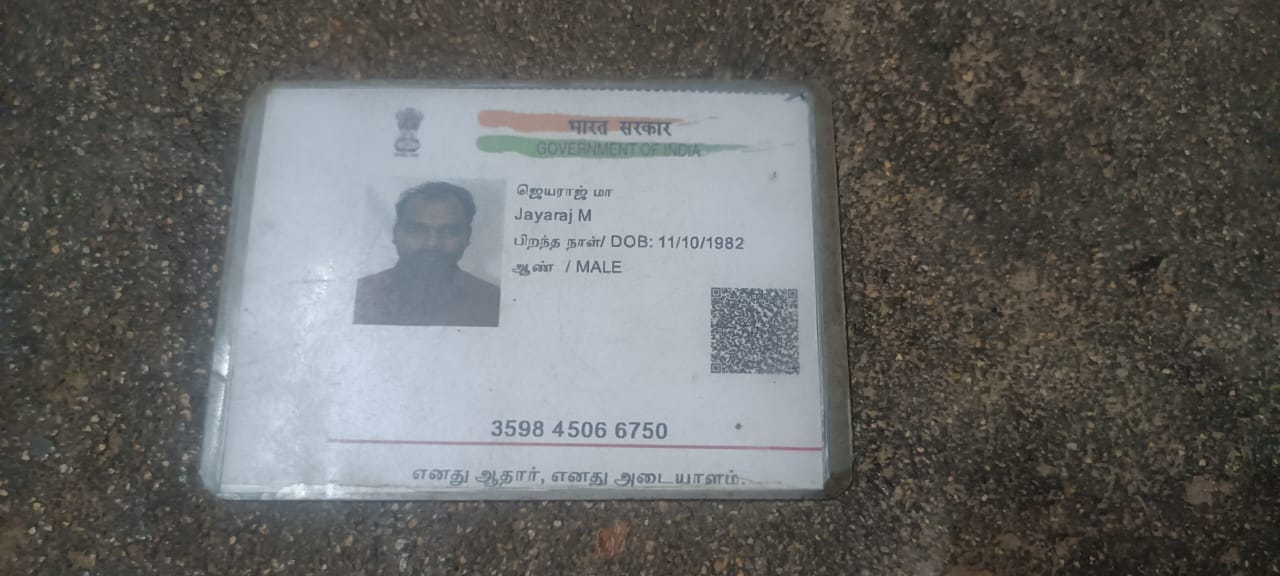 भारत सरकार
GOVERNMENT OF INDIA
ஜெயராஜ் மா
Jayaraj M
பிறந்த நாள்/ DOB: 11/10/1982
ஆண் / MALE
3598 4506 6750
எனது ஆதார், எனது அடையாளம்.